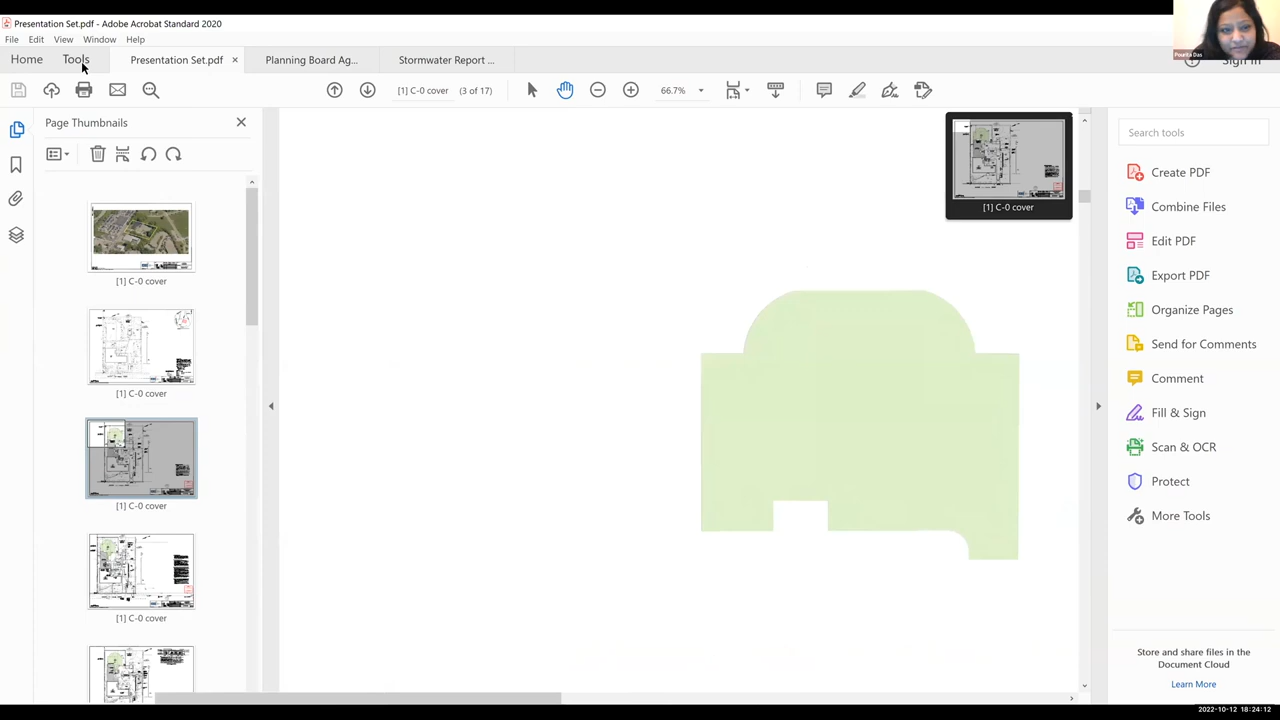 Presentation Set.pdf - Adobe Acrobat Standard 2020
File Edit View Window Help
Pourita Das
Home Tools Presentation Set.pdf × Planning Board Ag... Stormwater Report ... Sign In
[1] C-0 cover (3 of 17) 66.7%
Page Thumbnails
[1] C-0 cover
[1] C-0 cover
[1] C-0 cover
[1] C-0 cover
[1] C-0 cover
Search tools
Create PDF
Combine Files
Edit PDF
Export PDF
Organize Pages
Send for Comments
Comment
Fill & Sign
Scan & OCR
Protect
More Tools
Store and share files in the
Document Cloud
Learn More
2022-10-12 18:24:12